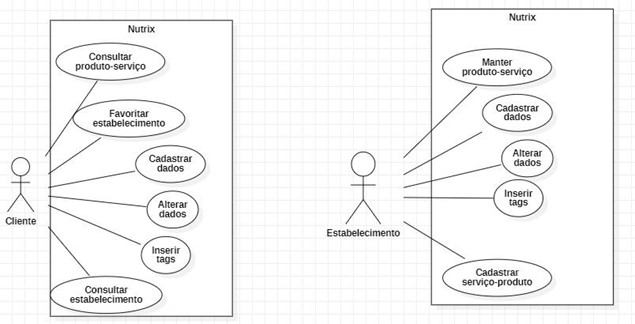 Nutrix
Consultar
produto-serviço
Favoritar
estabelecimento
Cadastrar
dados
Alterar
dados
Inserir
tags
Consultar
estabelecimento
Cliente
Nutrix
Manter
produto-serviço
Cadastrar
dados
Alterar
dados
Inserir
tags
Cadastrar
serviço-produto
Estabelecimento